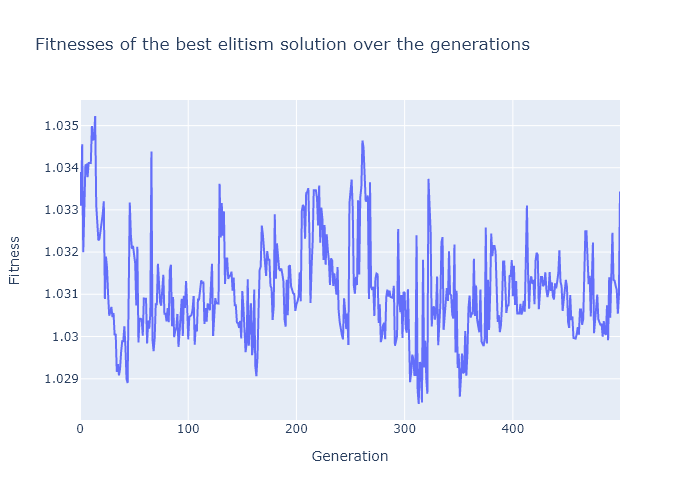 Fitnesses of the best elitism solution over the generations
1.035
1.034
1.033
1.032
1.031
1.03
1.029
Fitness
0 100 200 300 400
Generation